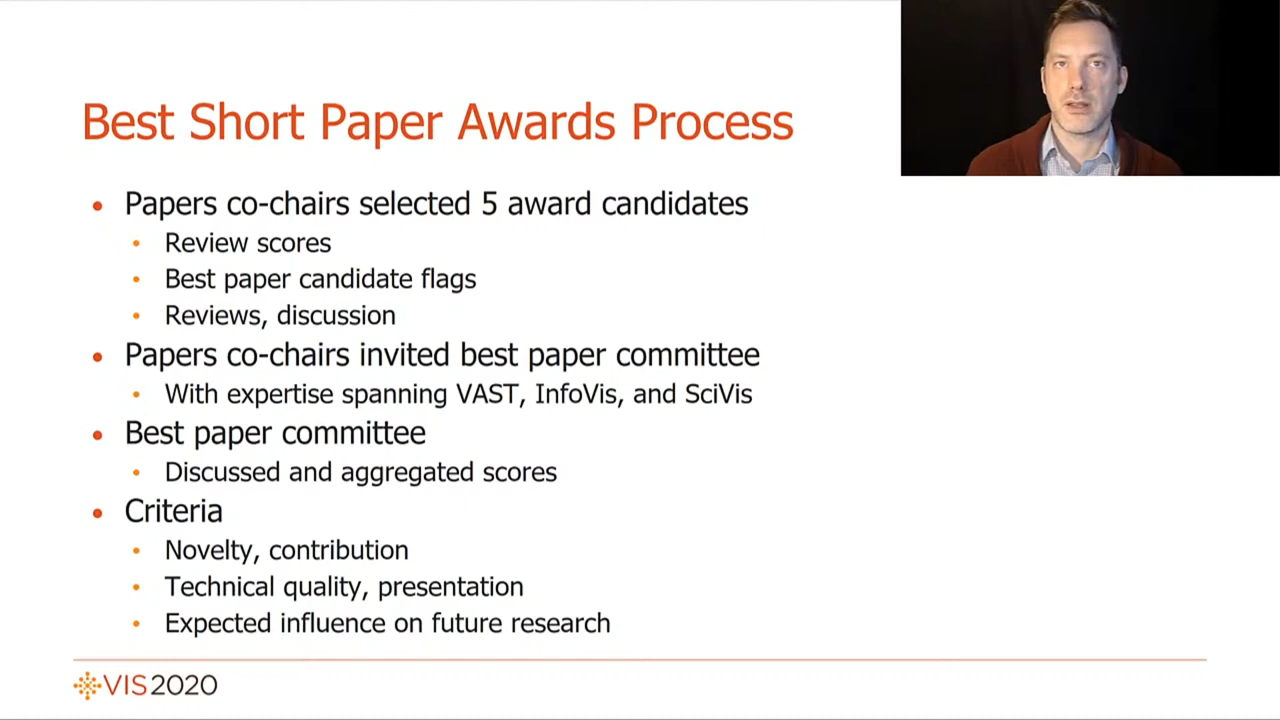 Best Short Paper Awards Process
• Papers co-chairs selected 5 award candidates
• Review scores
• Best paper candidate flags
• Reviews, discussion
• Papers co-chairs invited best paper committee
• With expertise spanning VAST, InfoVis, and SciVis
• Best paper committee
• Discussed and aggregated scores
• Criteria
• Novelty, contribution
• Technical quality, presentation
• Expected influence on future research
VIS2020